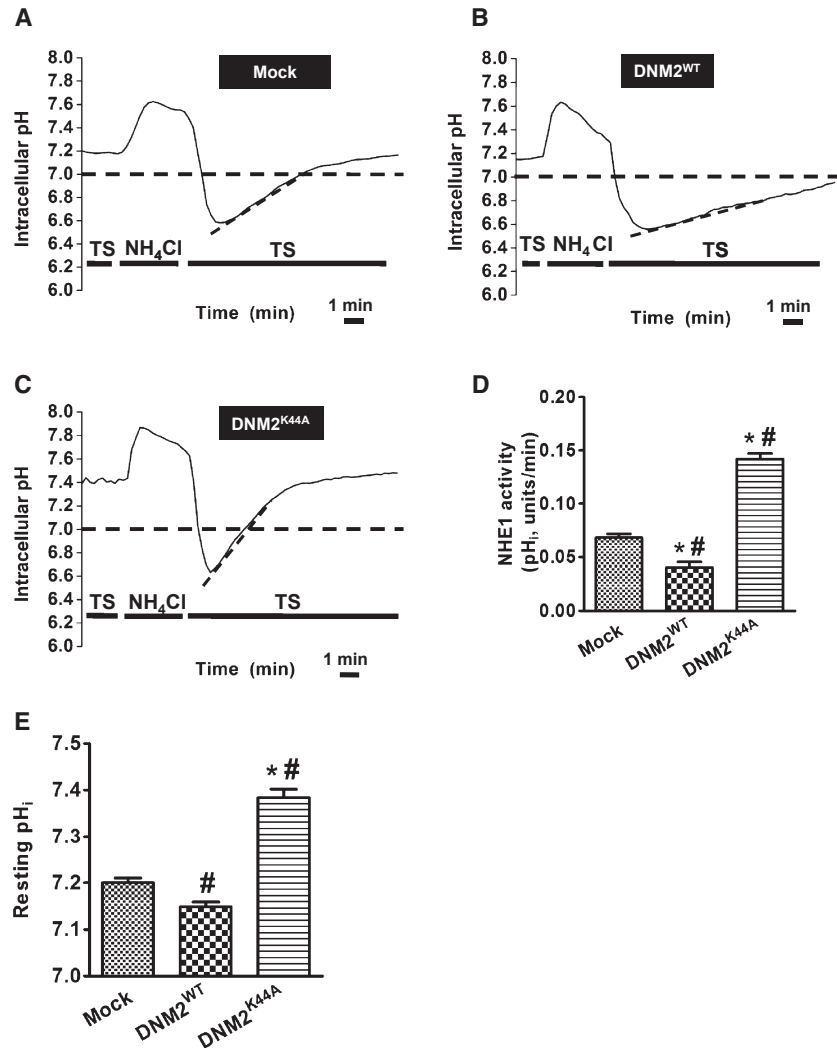 A
Mock
8.0
7.8
7.6
7.4
7.2
7.0
6.8
6.6
6.4
6.2
6.0
Intracellular pH
TS NH₄Cl TS
Time (min)
1 min
B
DNM2ᵂᵀ
8.0
7.8
7.6
7.4
7.2
7.0
6.8
6.6
6.4
6.2
6.0
Intracellular pH
TS NH₄Cl TS
Time (min)
1 min
C
DNM2ᴷ⁴⁴ᴬ
8.0
7.8
7.6
7.4
7.2
7.0
6.8
6.6
6.4
6.2
6.0
Intracellular pH
TS NH₄Cl TS
Time (min)
1 min
D
NHE1 activity
(pHᵢ, units/min)
0.20
0.15
0.10
0.05
0.00
* #
* #
Mock
DNM2ᵂᵀ
DNM2ᴷ⁴⁴ᴬ
E
Resting pHᵢ
7.5
7.4
7.3
7.2
7.1
7.0
#
* #
Mock
DNM2ᵂᵀ
DNM2ᴷ⁴⁴ᴬ